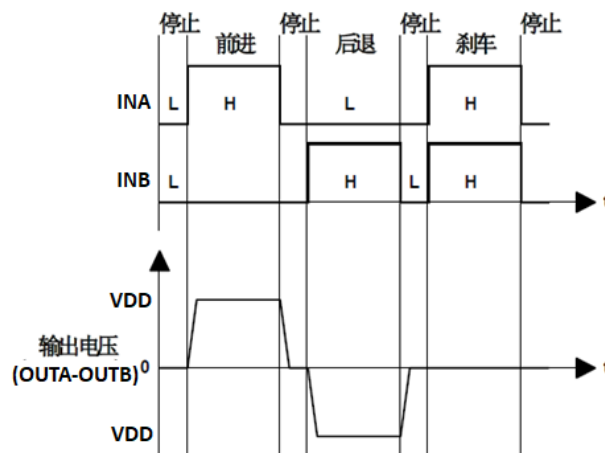 停止 停止 停止 停止
前进 后退 刹车
INA L H L H
INB L H L H
t
VDD
输出电压 0
(OUTA-OUTB) t
VDD